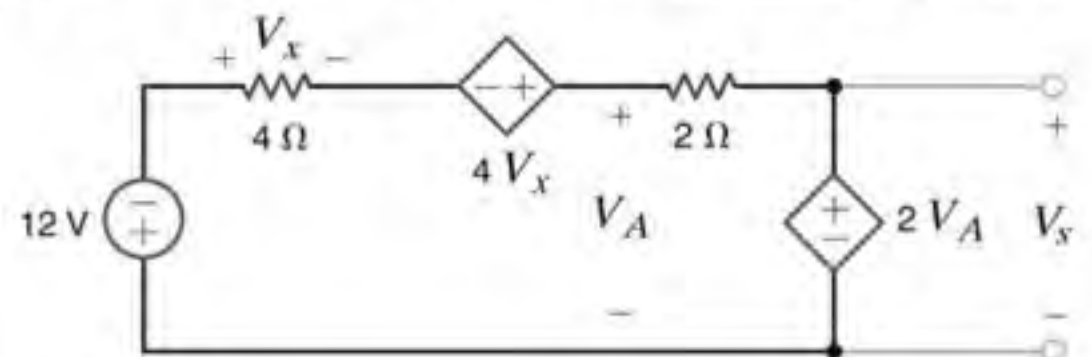 + Vx −
4 Ω
− +
4 Vx
+
2 Ω
+
12 V
− +
VA
+ −
2 VA
Vs
−
−